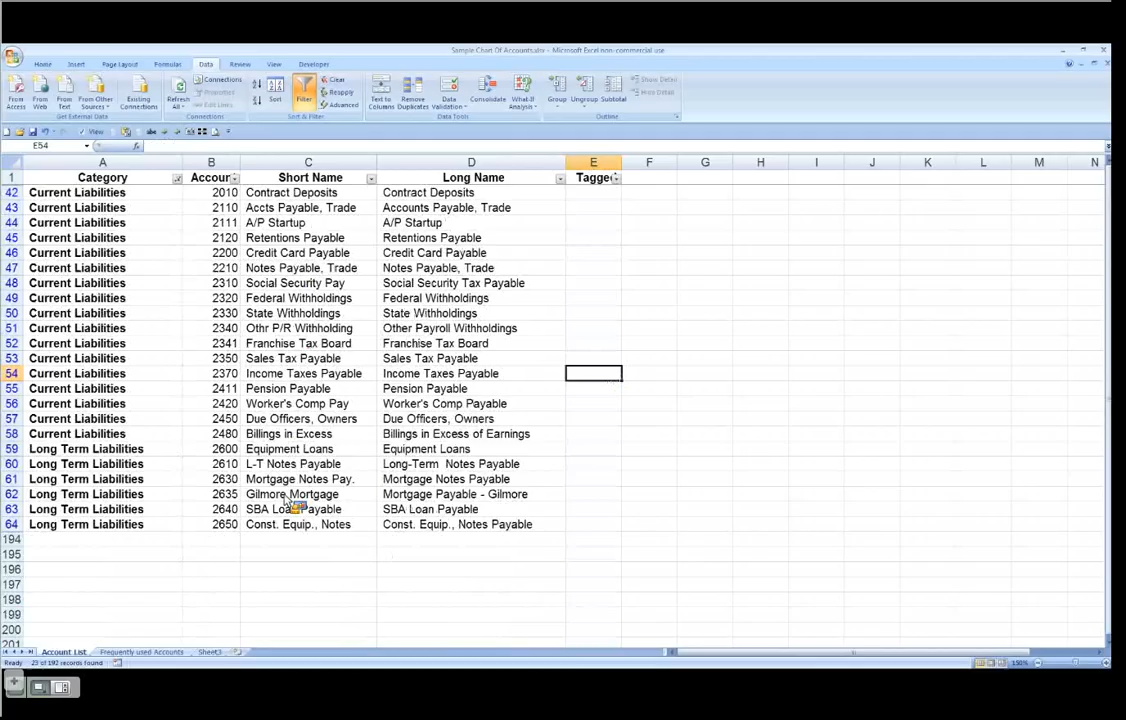 Sample Chart Of Accounts.xlsx - Microsoft Excel non-commercial use
Home Insert Page Layout Formulas Data Review View Developer
From Access From Web From Text From Other Sources Existing Connections Refresh All Connections Properties Edit Links Sort Filter Clear Reapply Advanced Text to Columns Remove Duplicates Data Validation Consolidate What-If Analysis Group Ungroup Subtotal Show Detail Hide Detail
Get External Data Connections Sort & Filter Data Tools Outline
View
E54 fx
A B C D E F G H I J K L M N
1 Category Accoun Short Name Long Name Tagge
42 Current Liabilities 2010 Contract Deposits Contract Deposits
43 Current Liabilities 2110 Accts Payable, Trade Accounts Payable, Trade
44 Current Liabilities 2111 A/P Startup A/P Startup
45 Current Liabilities 2120 Retentions Payable Retentions Payable
46 Current Liabilities 2200 Credit Card Payable Credit Card Payable
47 Current Liabilities 2210 Notes Payable, Trade Notes Payable, Trade
48 Current Liabilities 2310 Social Security Pay Social Security Tax Payable
49 Current Liabilities 2320 Federal Withholdings Federal Withholdings
50 Current Liabilities 2330 State Withholdings State Withholdings
51 Current Liabilities 2340 Othr P/R Withholding Other Payroll Withholdings
52 Current Liabilities 2341 Franchise Tax Board Franchise Tax Board
53 Current Liabilities 2350 Sales Tax Payable Sales Tax Payable
54 Current Liabilities 2370 Income Taxes Payable Income Taxes Payable
55 Current Liabilities 2411 Pension Payable Pension Payable
56 Current Liabilities 2420 Worker's Comp Pay Worker's Comp Payable
57 Current Liabilities 2450 Due Officers, Owners Due Officers, Owners
58 Current Liabilities 2480 Billings in Excess Billings in Excess of Earnings
59 Long Term Liabilities 2600 Equipment Loans Equipment Loans
60 Long Term Liabilities 2610 L-T Notes Payable Long-Term Notes Payable
61 Long Term Liabilities 2630 Mortgage Notes Pay. Mortgage Notes Payable
62 Long Term Liabilities 2635 Gilmore Mortgage Mortgage Payable - Gilmore
63 Long Term Liabilities 2640 SBA Loan Payable SBA Loan Payable
64 Long Term Liabilities 2650 Const. Equip., Notes Const. Equip., Notes Payable
194
195
196
197
198
199
200
201
Account List Frequently used Accounts Sheet3
Ready 23 of 192 records found 150%